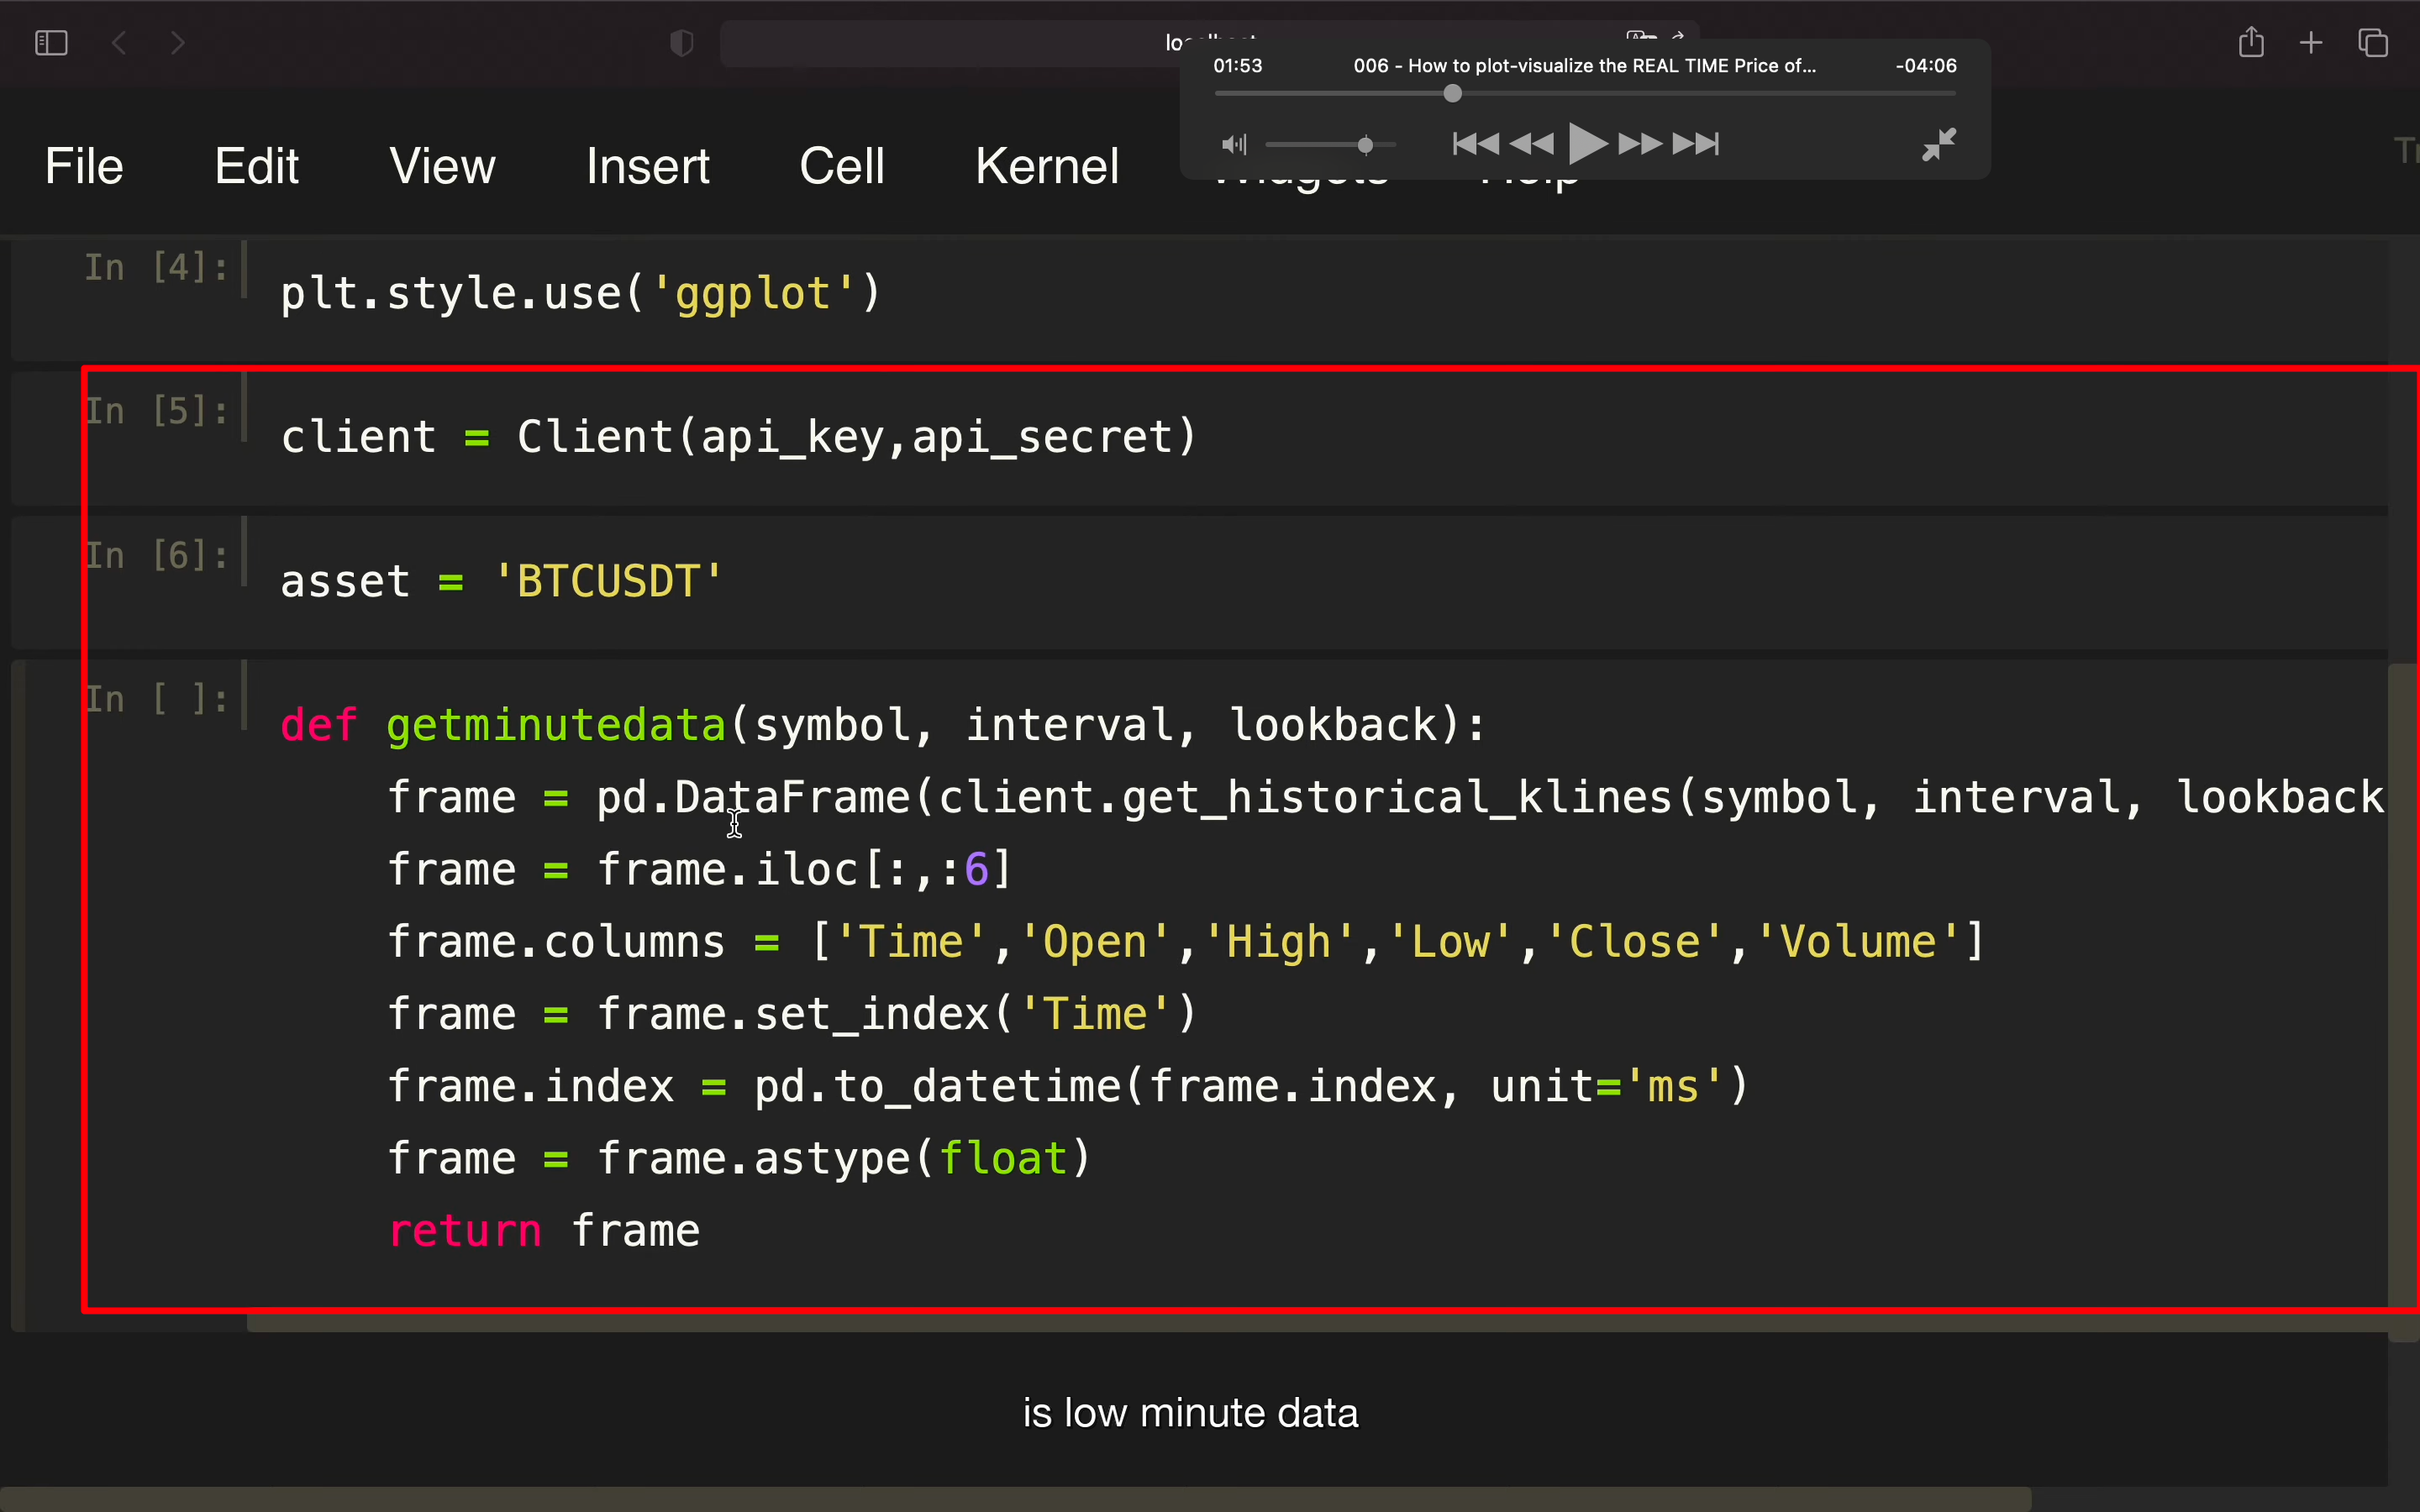 01:53 006 - How to plot-visualize the REAL TIME Price of... -04:06
File Edit View Insert Cell Kernel Widgets Help
In [4]: plt.style.use('ggplot')
In [5]: client = Client(api_key,api_secret)
In [6]: asset = 'BTCUSDT'
In [ ]: def getminutedata(symbol, interval, lookback):
frame = pd.DataFrame(client.get_historical_klines(symbol, interval, lookback
frame = frame.iloc[:,:6]
frame.columns = ['Time','Open','High','Low','Close','Volume']
frame = frame.set_index('Time')
frame.index = pd.to_datetime(frame.index, unit='ms')
frame = frame.astype(float)
return frame
is low minute data